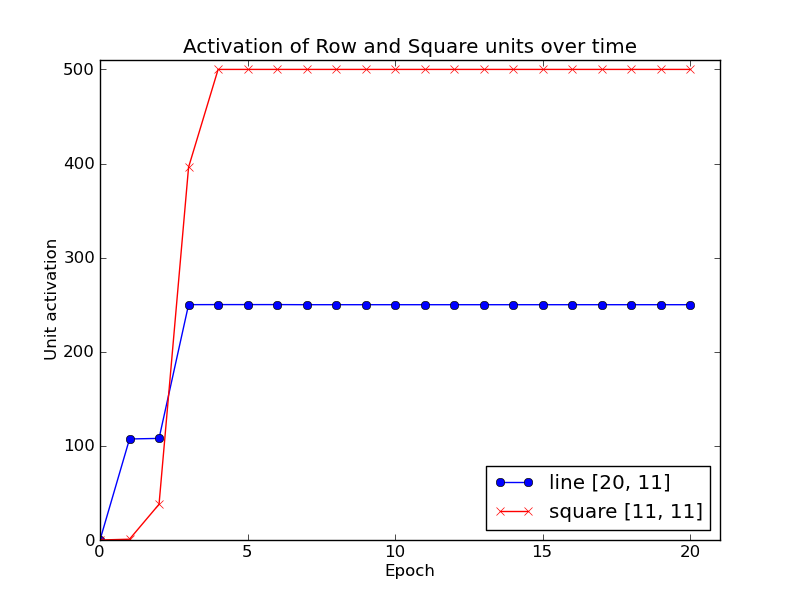 Activation of Row and Square units over time
500
400
300
200
100
0
Unit activation
0 5 10 15 20
Epoch
line [20, 11]
square [11, 11]